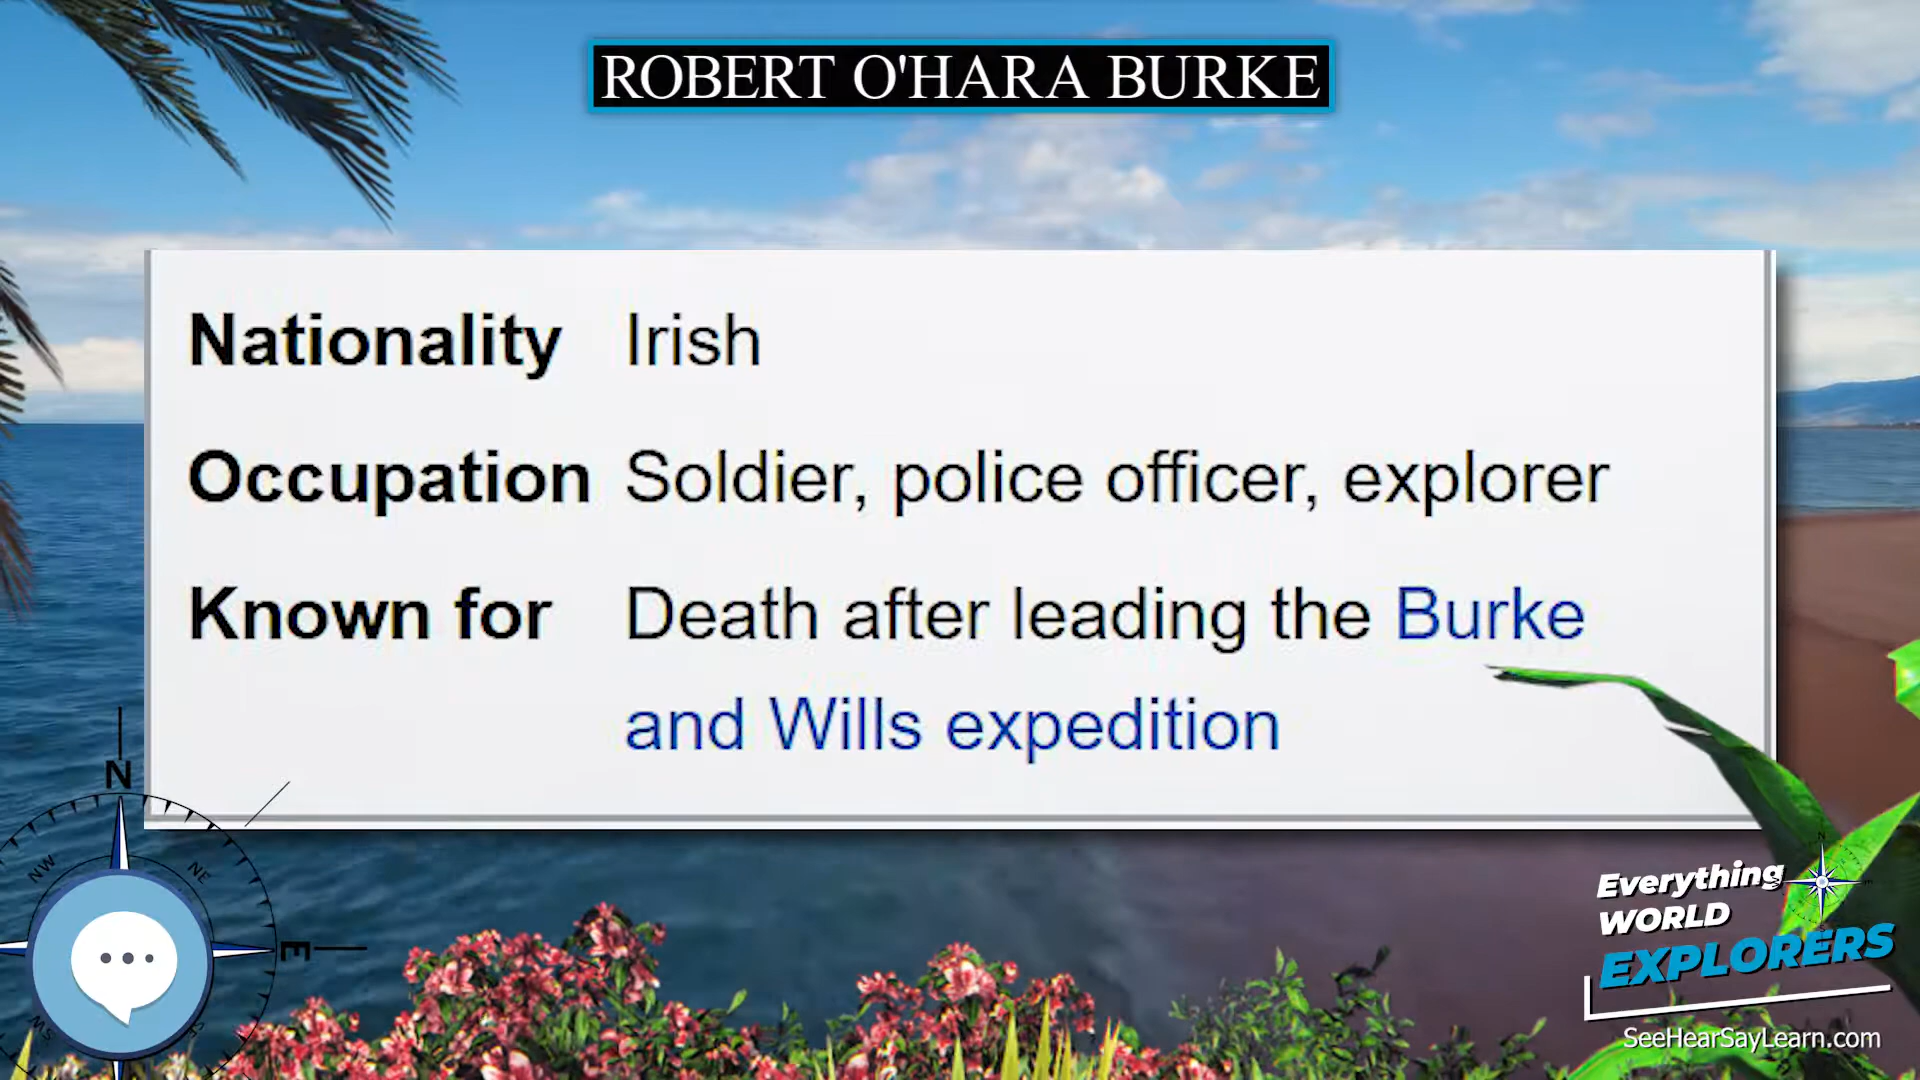 ROBERT O'HARA BURKE
Nationality Irish
Occupation Soldier, police officer, explorer
Known for Death after leading the Burke
and Wills expedition
N
NW NE
E
Everything
WORLD
EXPLORERS
SeeHearSayLearn.com